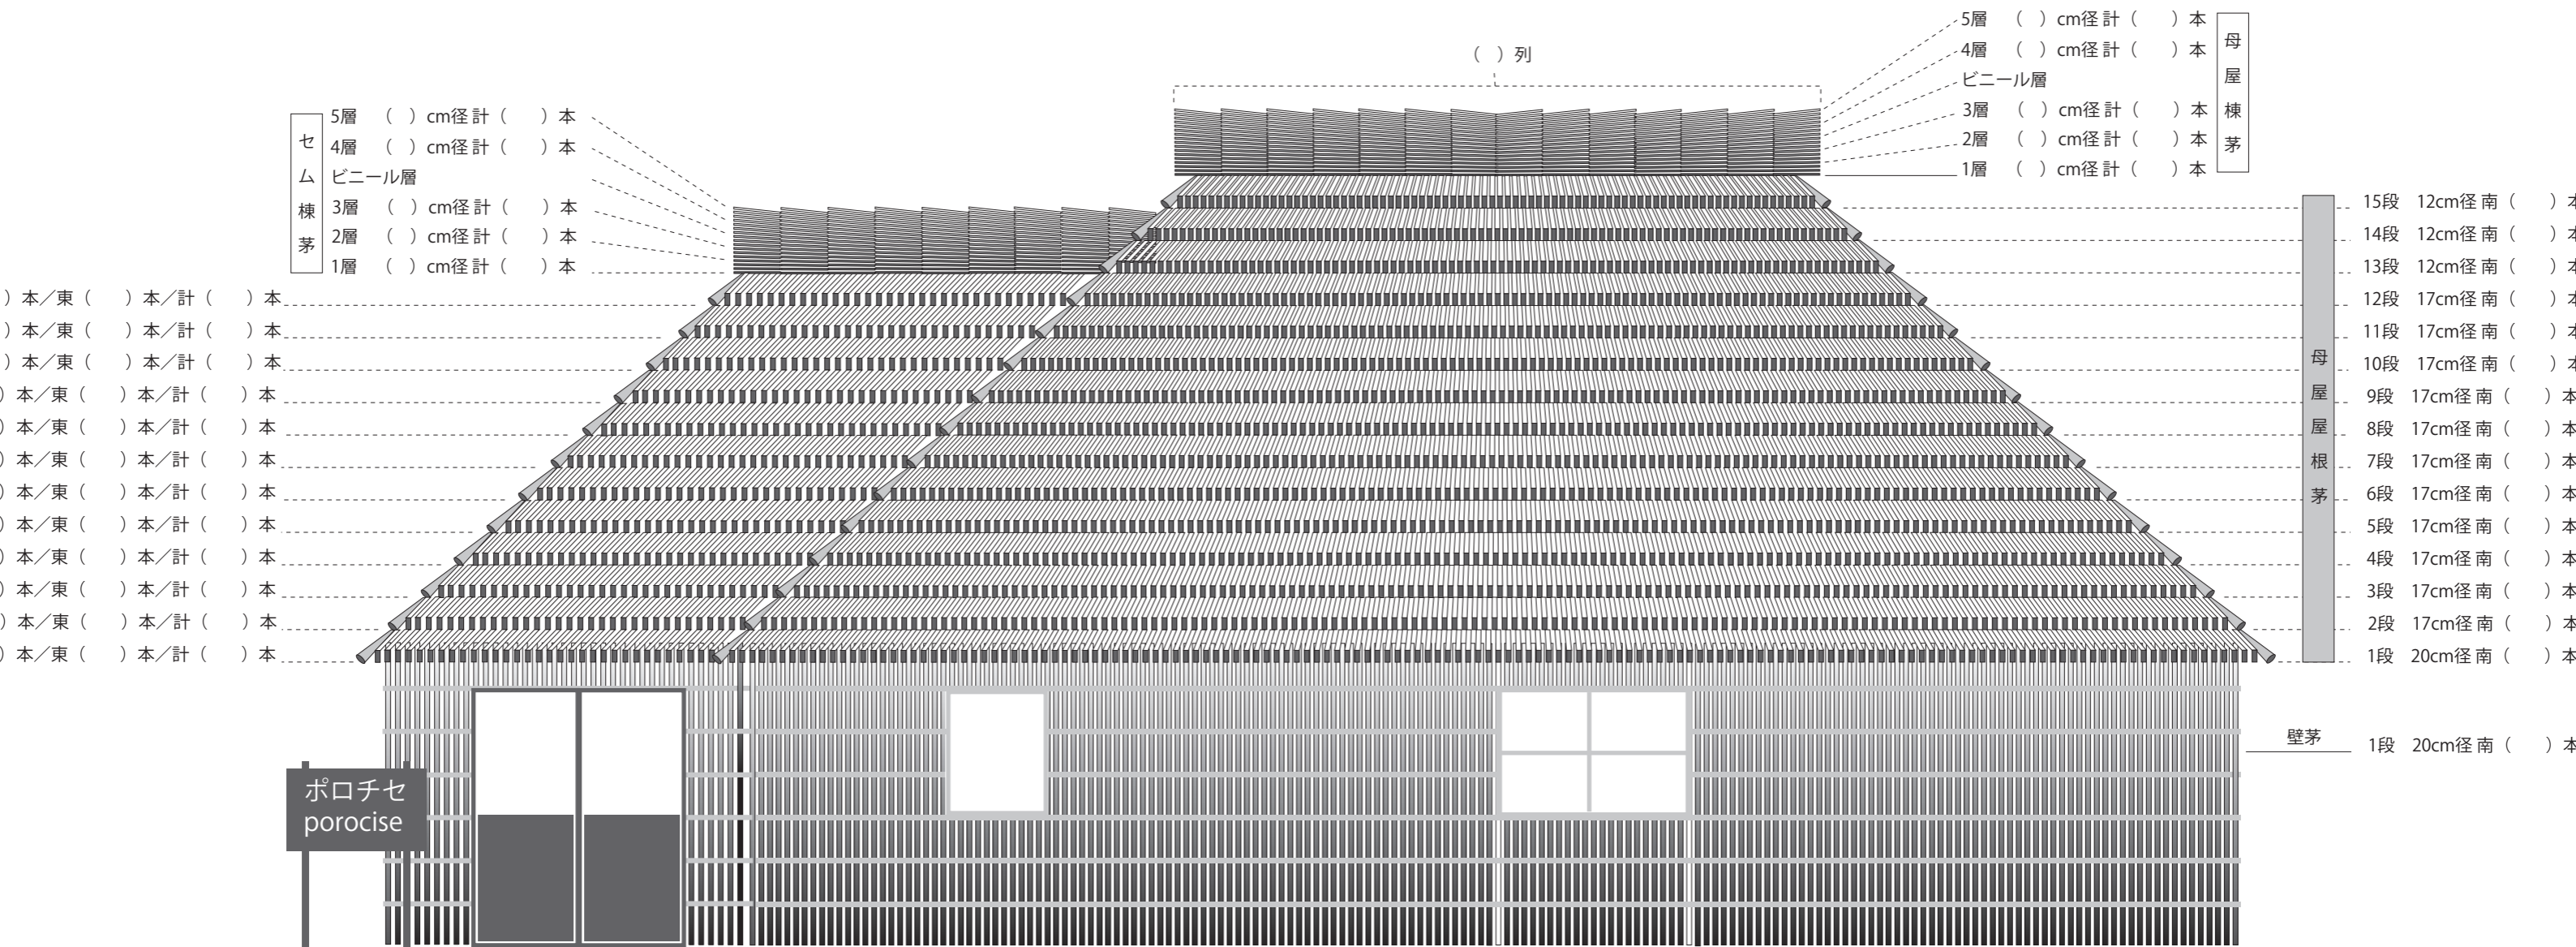 （　）列
5層　（　）cm径 計（　　）本
4層　（　）cm径 計（　　）本
ビニール層
3層　（　）cm径 計（　　）本
2層　（　）cm径 計（　　）本
1層　（　）cm径 計（　　）本
母屋棟茅
セム棟茅
5層　（　）cm径 計（　　）本
4層　（　）cm径 計（　　）本
ビニール層
3層　（　）cm径 計（　　）本
2層　（　）cm径 計（　　）本
1層　（　）cm径 計（　　）本
）本／東（　　）本／計（　　）本
）本／東（　　）本／計（　　）本
）本／東（　　）本／計（　　）本
）本／東（　　）本／計（　　）本
）本／東（　　）本／計（　　）本
）本／東（　　）本／計（　　）本
）本／東（　　）本／計（　　）本
）本／東（　　）本／計（　　）本
）本／東（　　）本／計（　　）本
）本／東（　　）本／計（　　）本
）本／東（　　）本／計（　　）本
）本／東（　　）本／計（　　）本
母屋屋根茅
15段　12cm径 南（　　）本
14段　12cm径 南（　　）本
13段　12cm径 南（　　）本
12段　17cm径 南（　　）本
11段　17cm径 南（　　）本
10段　17cm径 南（　　）本
9段　17cm径 南（　　）本
8段　17cm径 南（　　）本
7段　17cm径 南（　　）本
6段　17cm径 南（　　）本
5段　17cm径 南（　　）本
4段　17cm径 南（　　）本
3段　17cm径 南（　　）本
2段　17cm径 南（　　）本
1段　20cm径 南（　　）本
壁茅　1段　20cm径 南（　　）本
ポロチセ
porocise